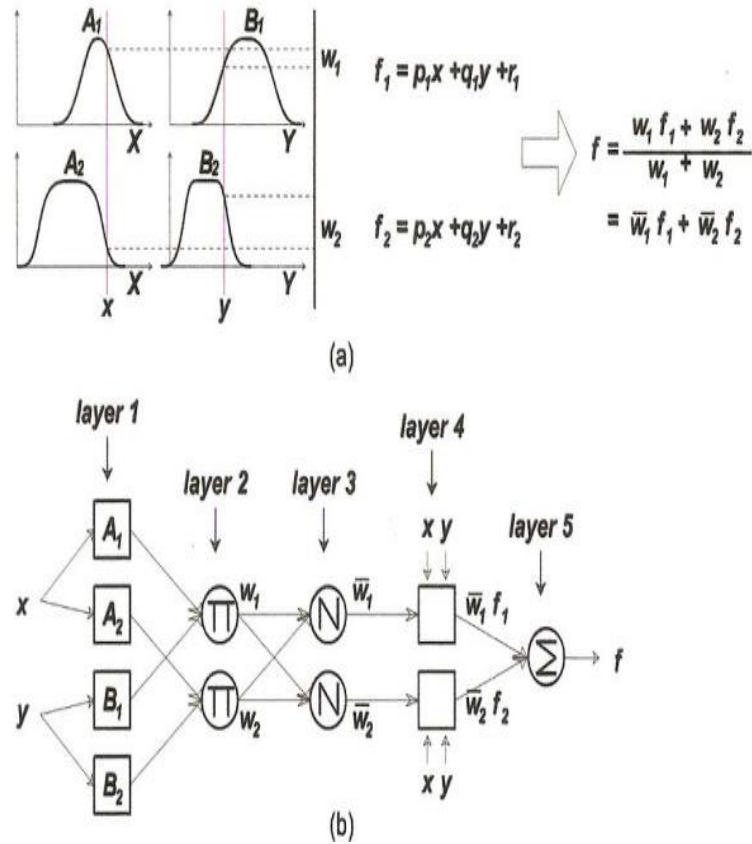 A₁ B₁
w₁ f₁ = p₁x +q₁y +r₁
X Y
f = w₁ f₁ + w₂ f₂ / w₁ + w₂
A₂ B₂
w₂ f₂ = p₂x +q₂y +r₂ = w̅₁ f₁ + w̅₂ f₂
X Y
x y
(a)
layer 1 layer 4
layer 2 layer 3
x y layer 5
A₁
w₁ w̅₁ w̅₁ f₁
x Π N
A₂
Σ f
y B₁ Π N
w₂ w̅₂ w̅₂ f₂
B₂ x y
(b)